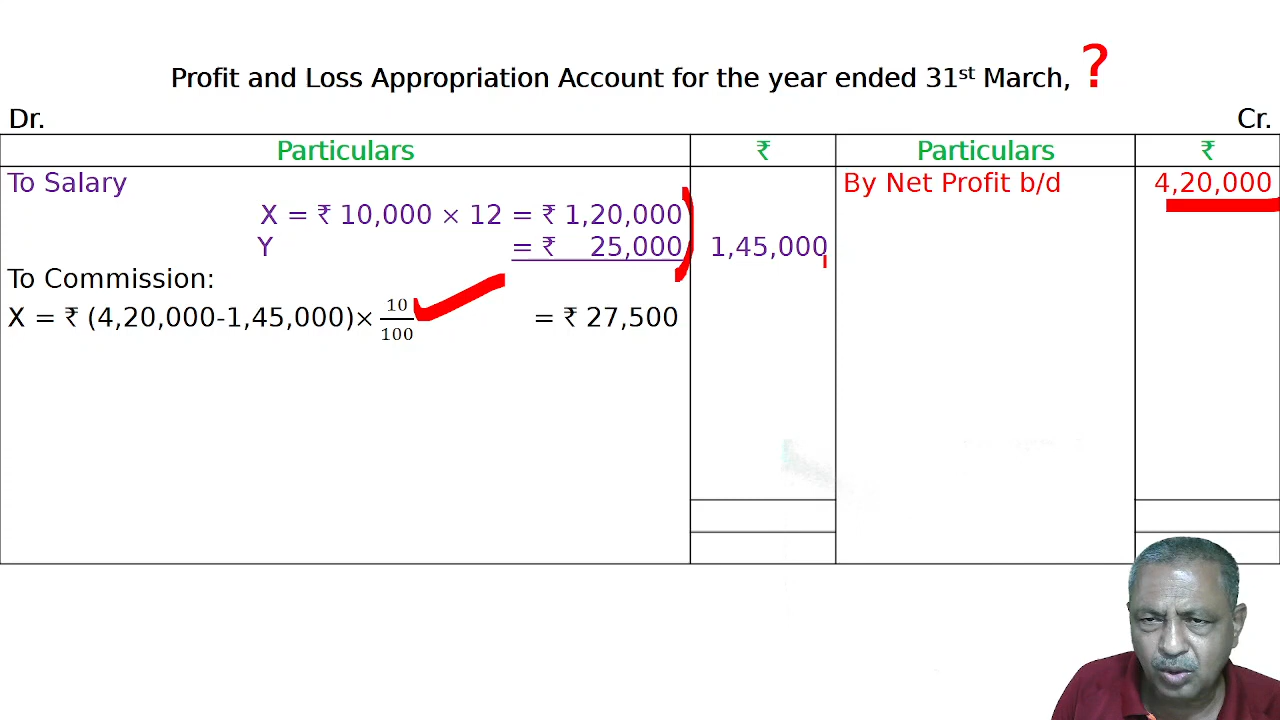 Profit and Loss Appropriation Account for the year ended 31st March, ?
Dr. Cr.
Particulars ₹ Particulars ₹
To Salary By Net Profit b/d 4,20,000
X = ₹ 10,000 × 12 = ₹ 1,20,000
Y = ₹ 25,000 1,45,000
To Commission:
X = ₹ (4,20,000-1,45,000)× 10/100 = ₹ 27,500